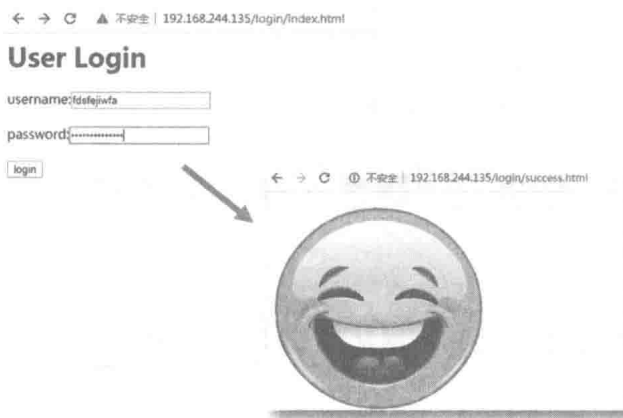 不安全 | 192.168.244.135/login/index.html
User Login
username:fdsfejiwfa
password:••••••••••••••
login
不安全 | 192.168.244.135/login/success.html